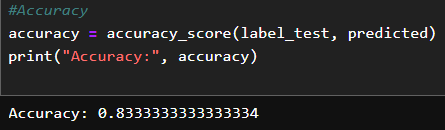 #Accuracy
accuracy = accuracy_score(label_test, predicted)
print("Accuracy:", accuracy)
Accuracy: 0.8333333333333334